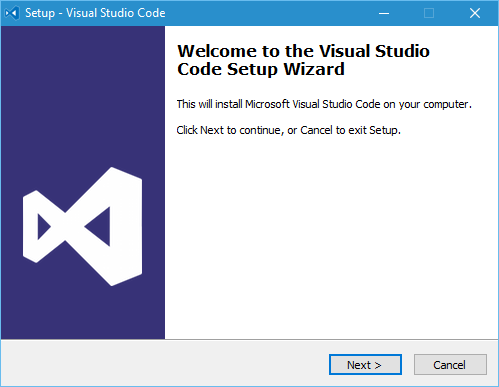 Setup - Visual Studio Code
Welcome to the Visual Studio
Code Setup Wizard
This will install Microsoft Visual Studio Code on your computer.
Click Next to continue, or Cancel to exit Setup.
Next >
Cancel